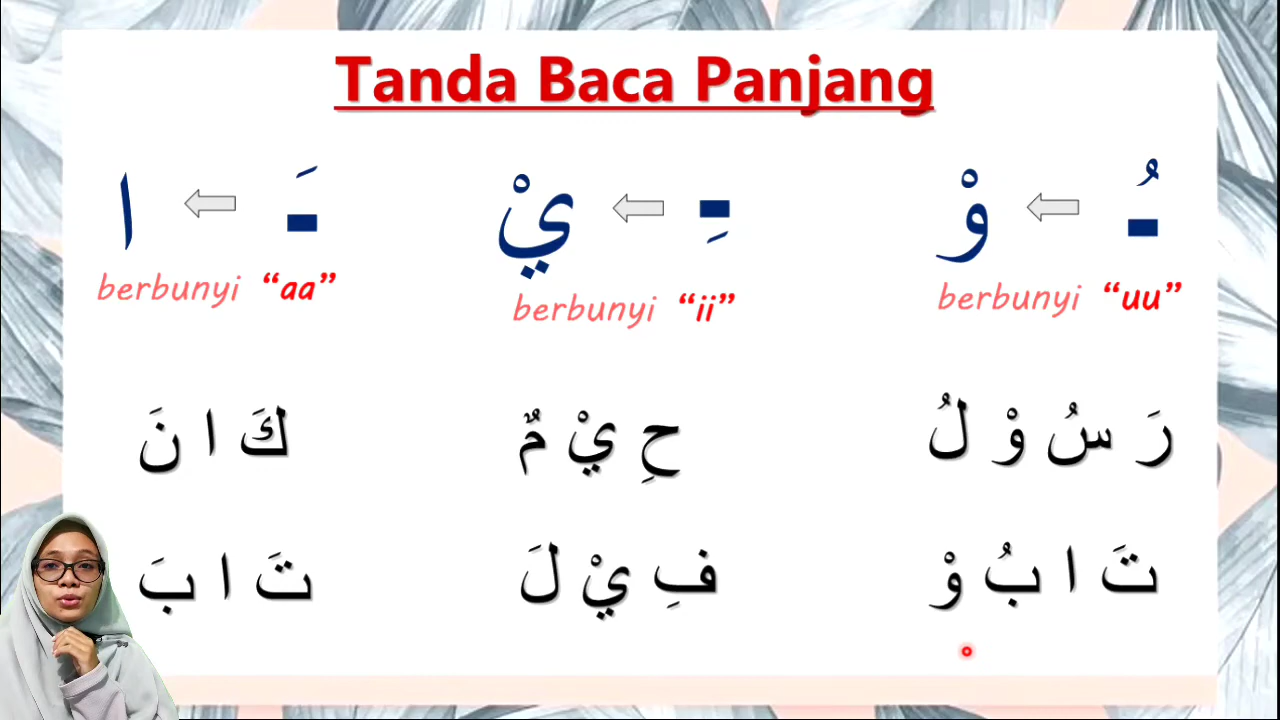 Tanda Baca Panjang
ـُ وْ
ـِ يْ
ـَ ا
berbunyi “aa”
berbunyi “ii”
berbunyi “uu”
رَ سُ وْ لُ
حِ يْ مٌ
كَ ا نَ
تَ ا بُ وْ
فِ يْ لَ
تَ ا بَ